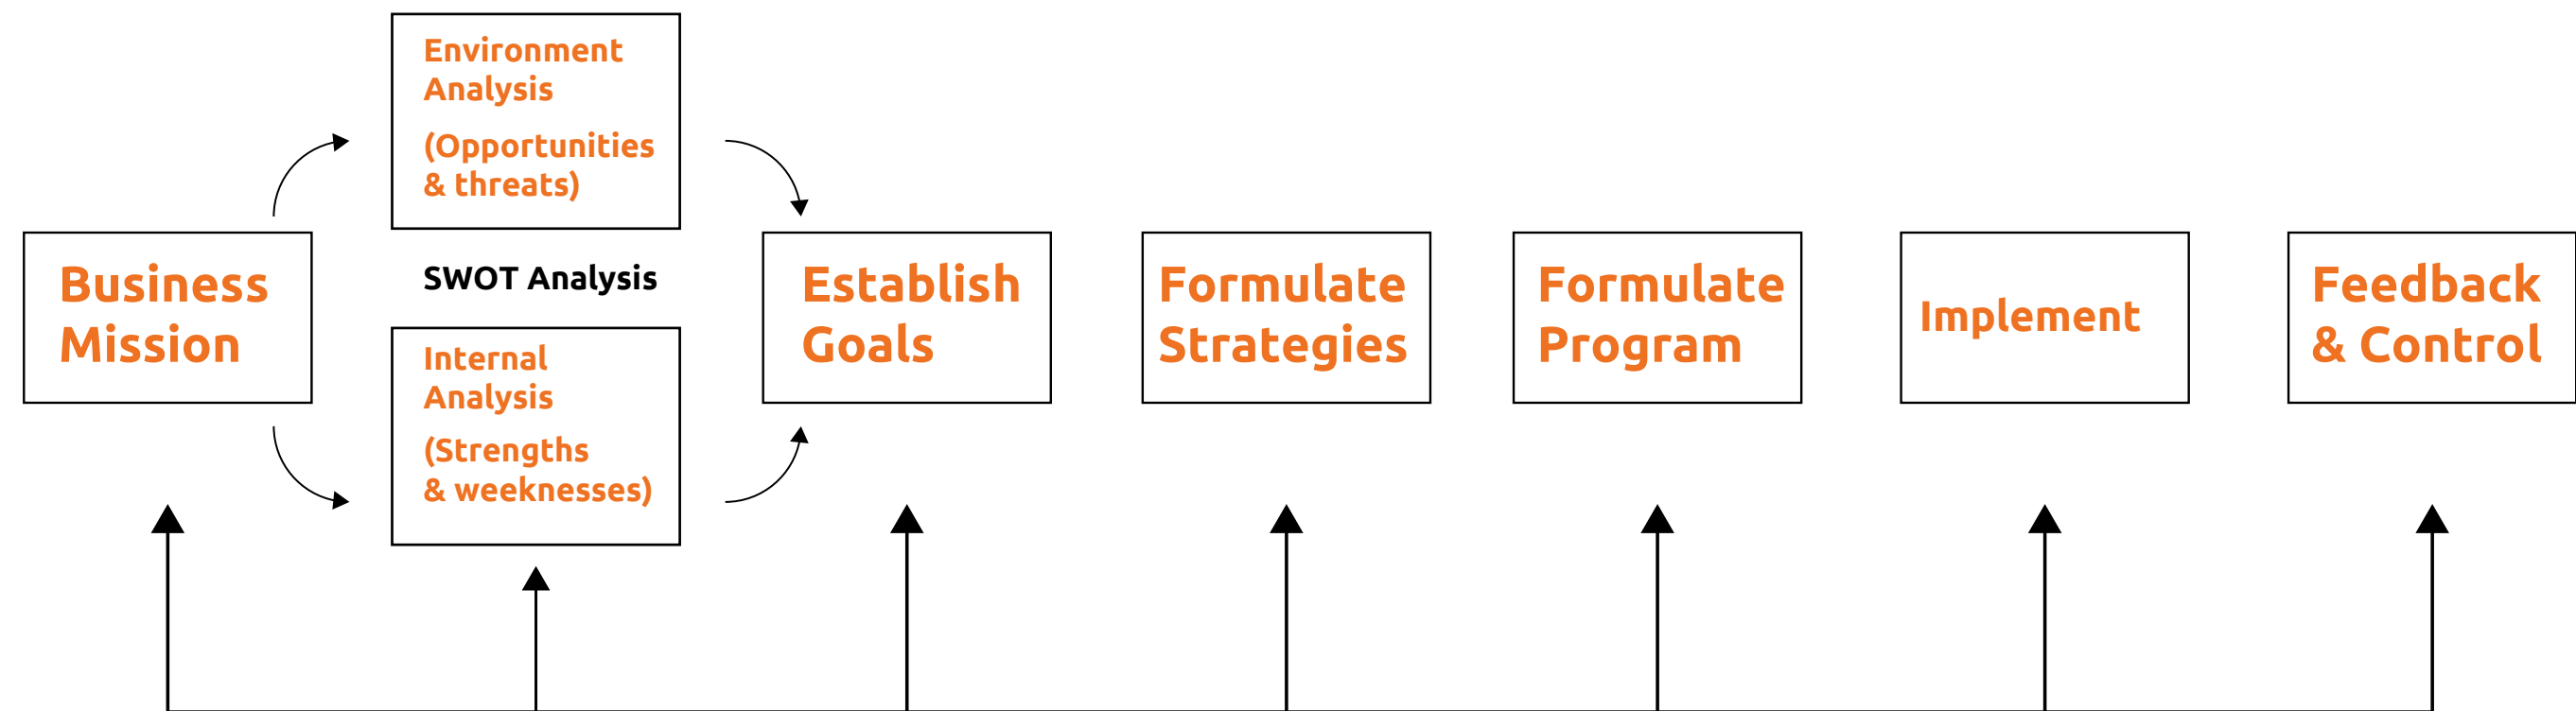 Environment
Analysis
(Opportunities
& threats)
Business
Mission
SWOT Analysis
Internal
Analysis
(Strengths
& weeknesses)
Establish
Goals
Formulate
Strategies
Formulate
Program
Implement
Feedback
& Control